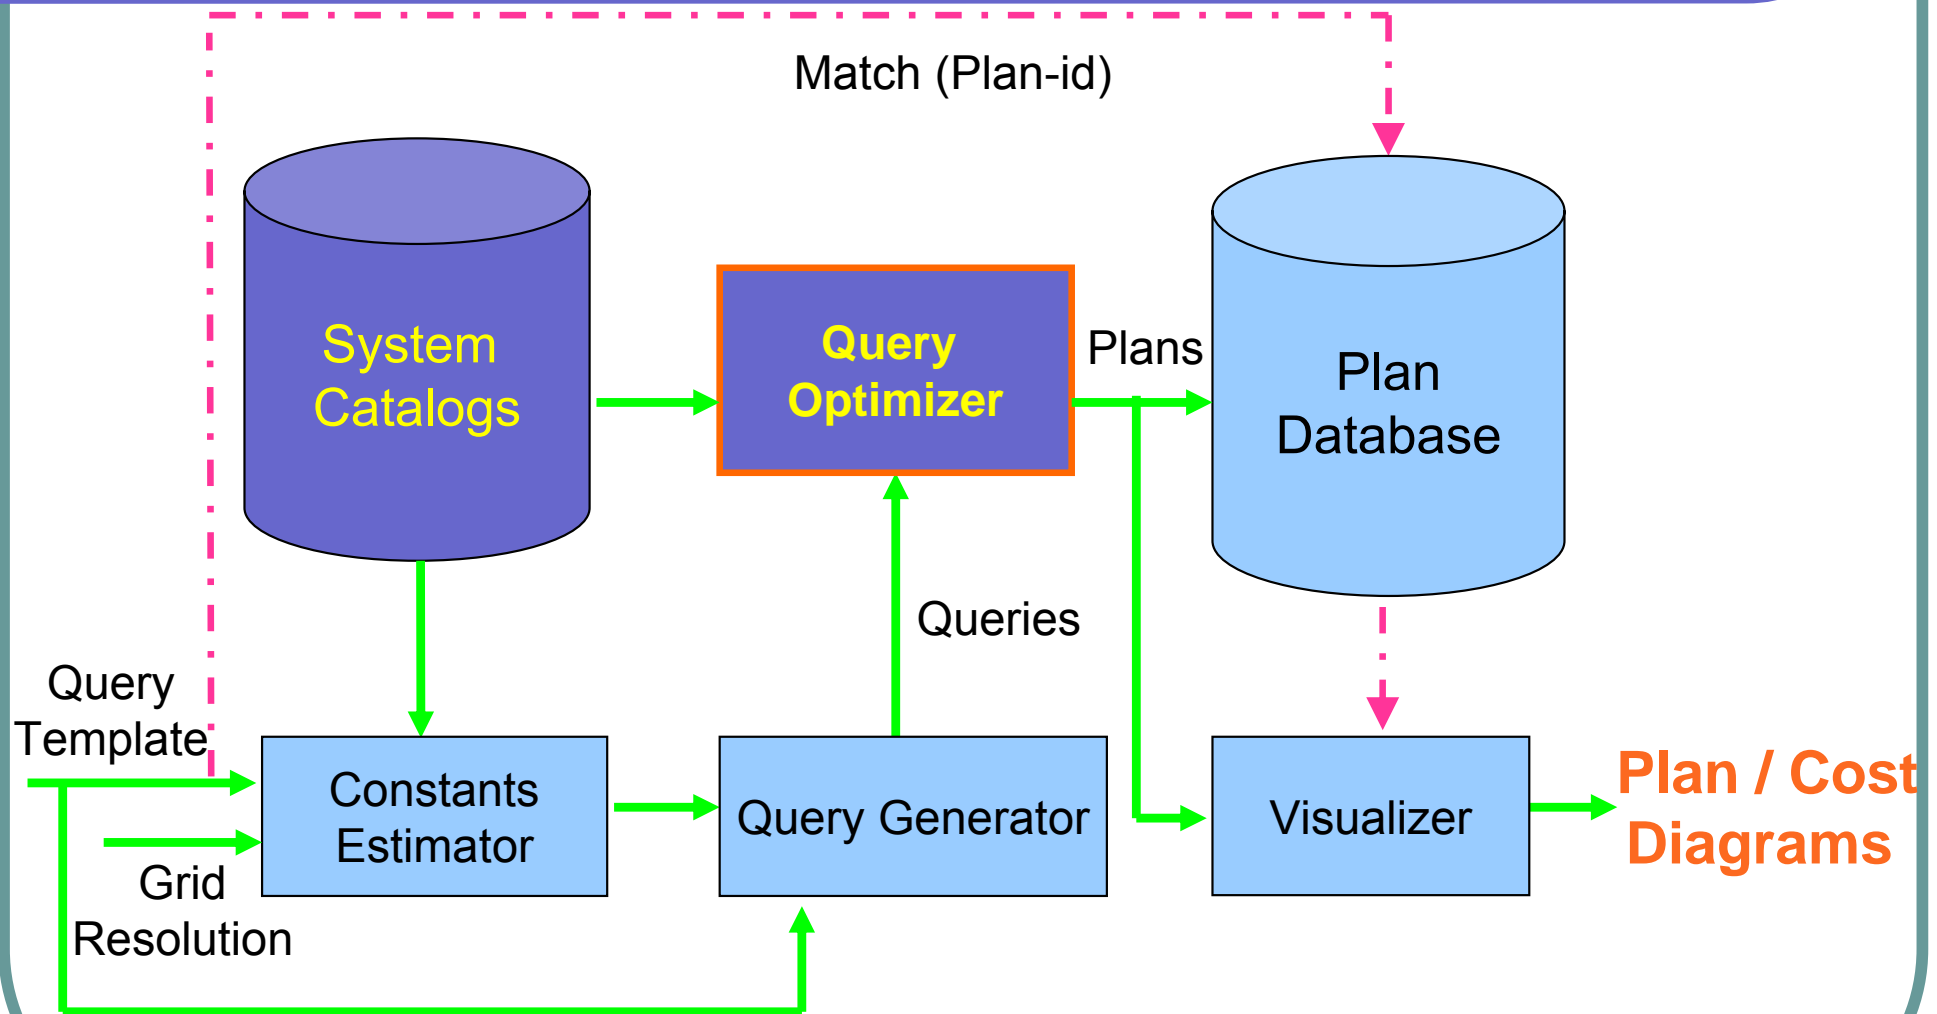 Match (Plan-id)
System
Catalogs
Query
Optimizer
Plans
Plan
Database
Queries
Query
Template
Constants
Estimator
Query Generator
Visualizer
Plan / Cost
Diagrams
Grid
Resolution